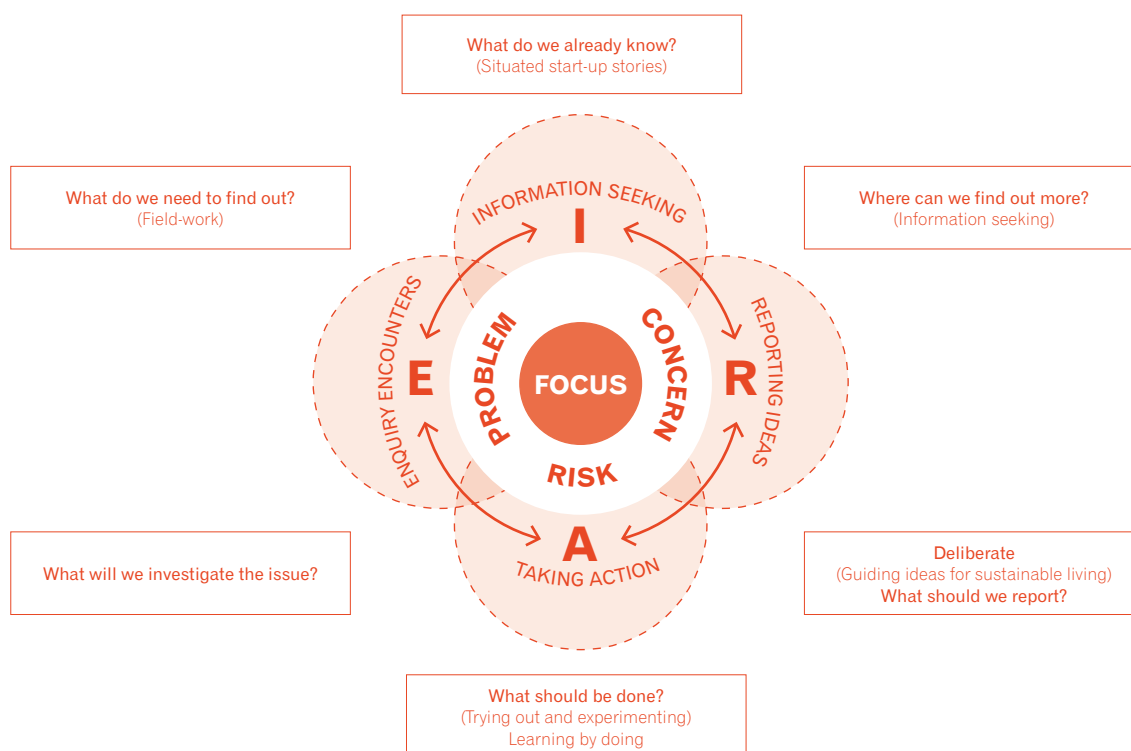 What do we already know?
(Situated start-up stories)
What do we need to find out?
(Field-work)
Where can we find out more?
(Information seeking)
INFORMATION SEEKING
I
ENQUIRY ENCOUNTERS
E
PROBLEM
FOCUS
CONCERN
RISK
R
REPORTING IDEAS
A
TAKING ACTION
What will we investigate the issue?
Deliberate
(Guiding ideas for sustainable living)
What should we report?
What should be done?
(Trying out and experimenting)
Learning by doing